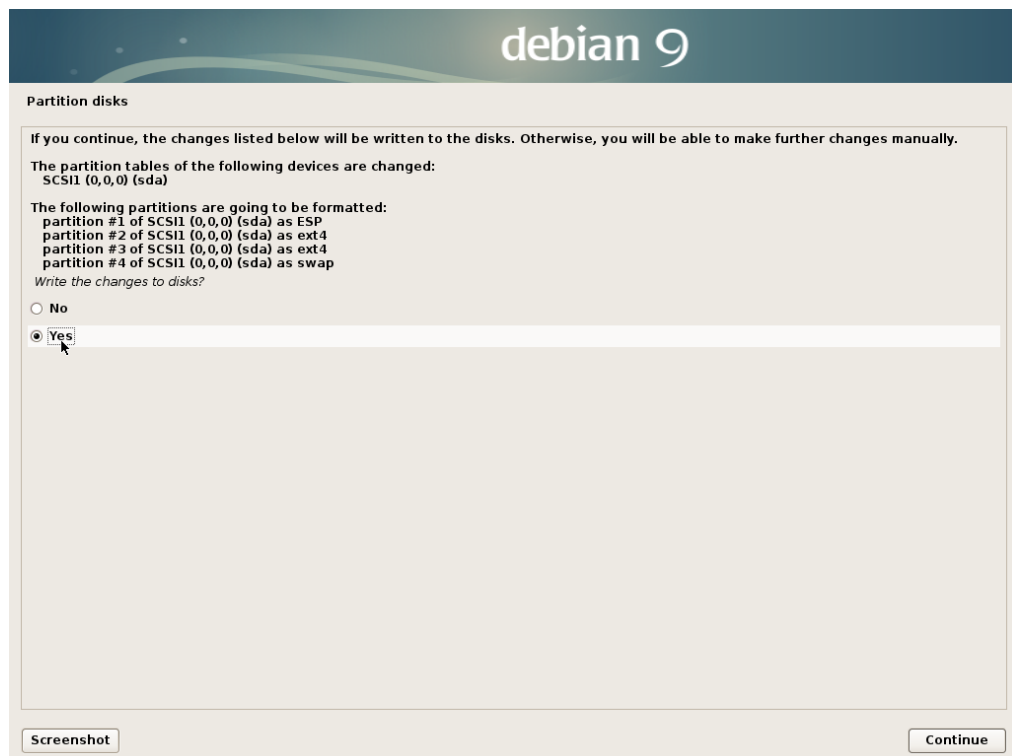 debian 9
Partition disks
If you continue, the changes listed below will be written to the disks. Otherwise, you will be able to make further changes manually.
The partition tables of the following devices are changed:
SCSI1 (0,0,0) (sda)
The following partitions are going to be formatted:
partition #1 of SCSI1 (0,0,0) (sda) as ESP
partition #2 of SCSI1 (0,0,0) (sda) as ext4
partition #3 of SCSI1 (0,0,0) (sda) as ext4
partition #4 of SCSI1 (0,0,0) (sda) as swap
Write the changes to disks?
No
Yes
Screenshot
Continue